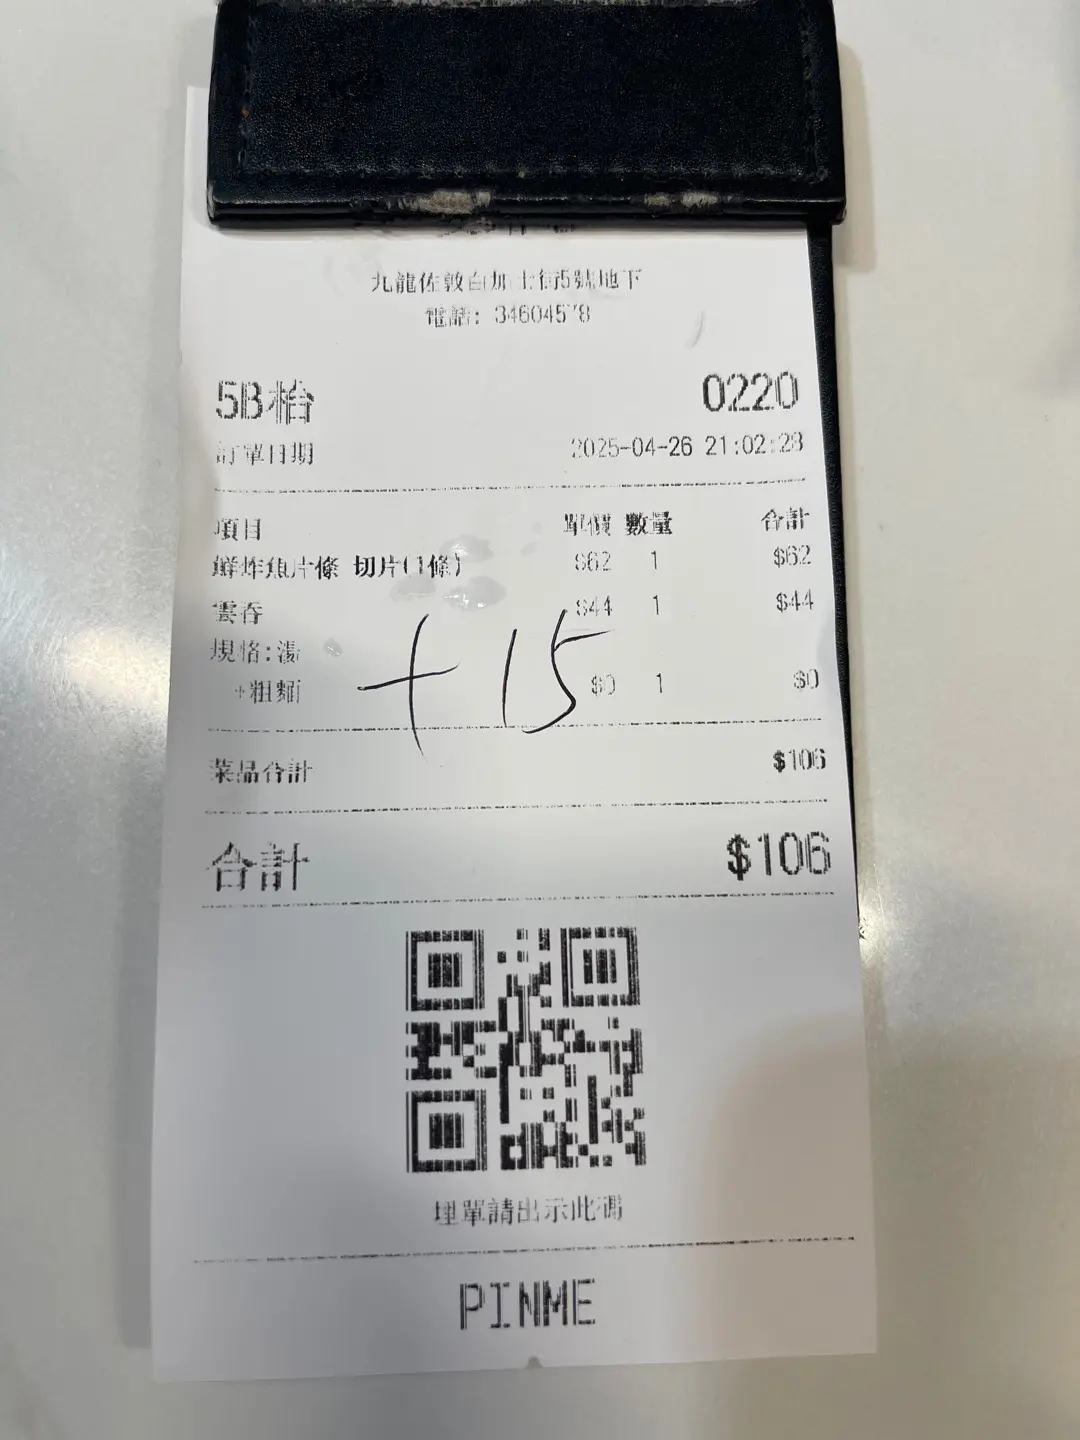 九龍佐敦白加士街5號地下
電話: 34604578
5B枱 0220
訂單日期 2025-04-26 21:02:23
項目 單價 數量 合計
鮮炸魚片條 切片(1條) $62 1 $62
雲吞 $44 1 $44
規格:湯
+粗麵 $0 1 $0
+ 15
菜品合計 $106
合計 $106
埋單請出示此碼
PINME